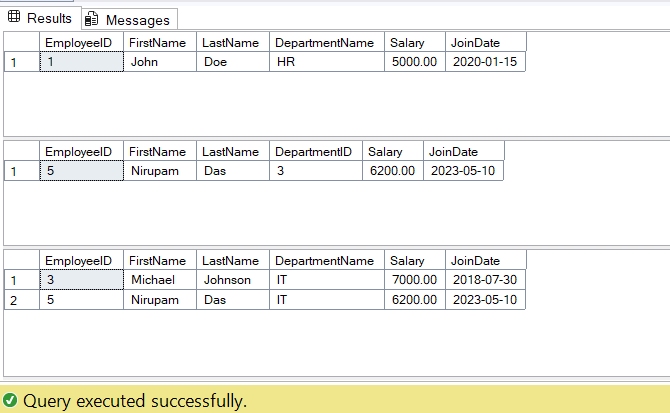 Results Messages
EmployeeID FirstName LastName DepartmentName Salary JoinDate
1 1 John Doe HR 5000.00 2020-01-15
EmployeeID FirstName LastName DepartmentID Salary JoinDate
1 5 Nirupam Das 3 6200.00 2023-05-10
EmployeeID FirstName LastName DepartmentName Salary JoinDate
1 3 Michael Johnson IT 7000.00 2018-07-30
2 5 Nirupam Das IT 6200.00 2023-05-10
Query executed successfully.